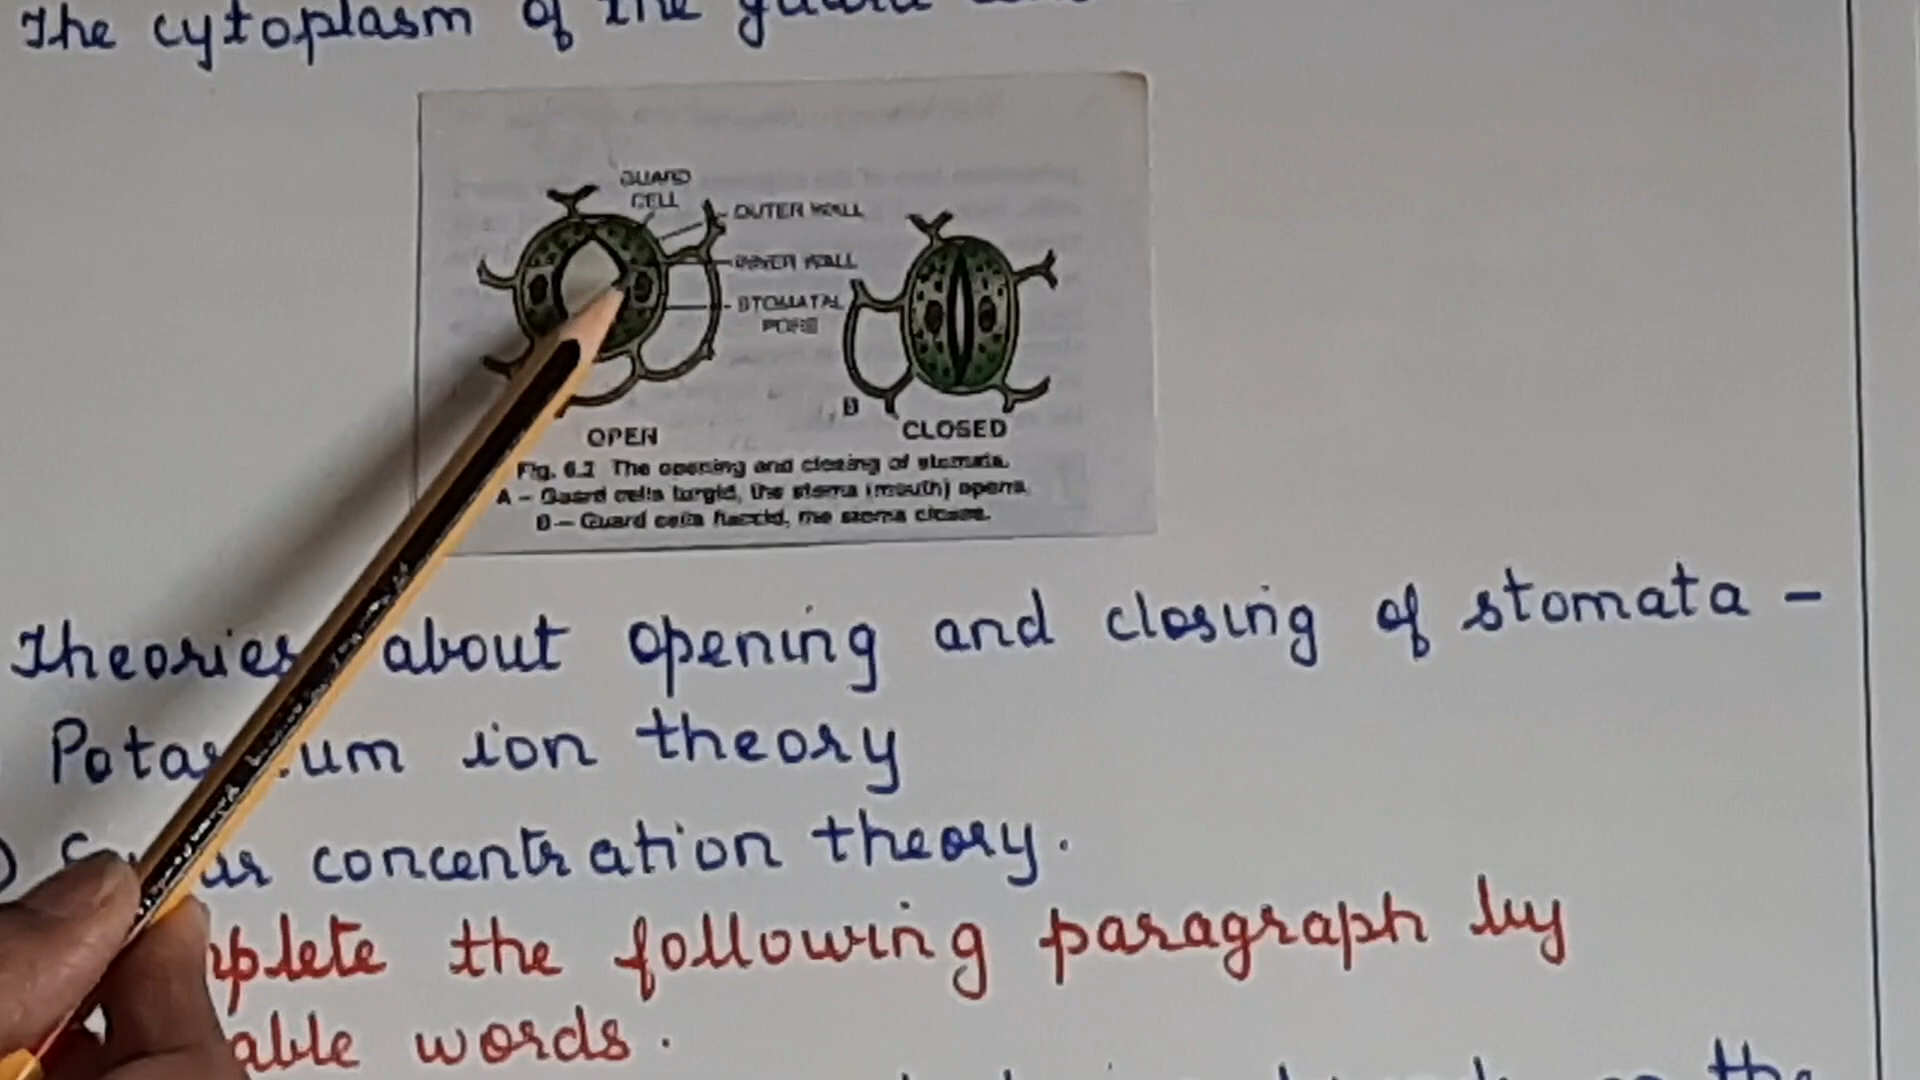 The cytoplasm of the guard
GUARD
CELL
OUTER WALL
INNER WALL
STOMATAL
PORE
B
OPEN
CLOSED
Fig. 6.2 The opening and closing of stomata.
A – Guard cells turgid, the stoma (mouth) opens.
B – Guard cells flaccid, the stoma closes.
Theories about opening and closing of stomata –
ion theory
concentration theory.
the following paragraph by
words.
the